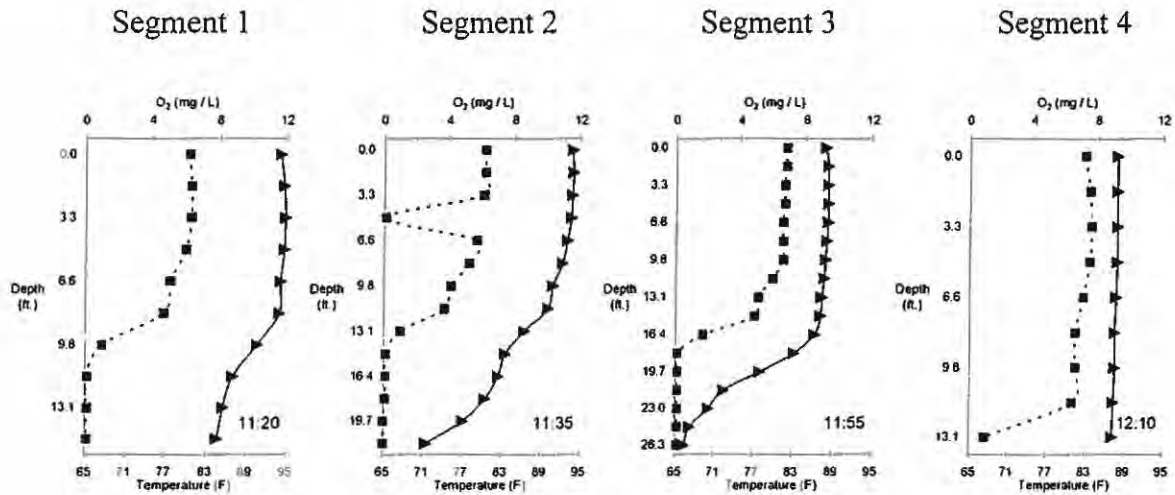 Segment 1
O₂ (mg / L)
0 4 8 12
0.0
3.3
6.6
Depth
(ft.)
9.8
13.1
11:20
65 71 77 83 89 95
Temperature (F)
Segment 2
O₂ (mg / L)
0 4 8 12
0.0
3.3
6.6
Depth
(ft.)
9.8
13.1
16.4
19.7
11:35
65 71 77 83 89 95
Temperature (F)
Segment 3
O₂ (mg / L)
0 4 8 12
0.0
3.3
6.6
9.8
Depth
(ft.)
13.1
16.4
19.7
23.0
11:55
26.3
65 71 77 83 89 95
Temperature (F)
Segment 4
O₂ (mg / L)
0 3 6 9 12
0.0
3.3
Depth
(ft.)
6.6
9.8
12:10
13.1
65 71 77 83 89 95
Temperature (F)